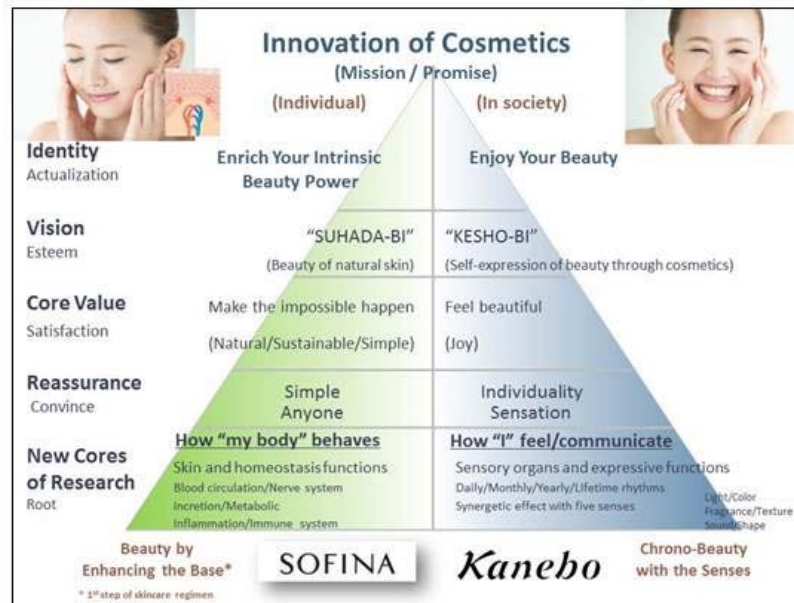 Innovation of Cosmetics
(Mission / Promise)
(Individual)
(In society)
Identity
Actualization
Enrich Your Intrinsic
Beauty Power
Enjoy Your Beauty
Vision
Esteem
“SUHADA-BI”
(Beauty of natural skin)
“KESHO-BI”
(Self-expression of beauty through cosmetics)
Core Value
Satisfaction
Make the impossible happen
(Natural/Sustainable/Simple)
Feel beautiful
(Joy)
Reassurance
Convince
Simple
Anyone
Individuality
Sensation
New Cores
of Research
Root
How “my body” behaves
Skin and homeostasis functions
Blood circulation/Nerve system
Incretion/Metabolic
Inflammation/Immune system
How “I” feel/communicate
Sensory organs and expressive functions
Daily/Monthly/Yearly/Lifetime rhythms
Synergetic effect with five senses
Light/Color
Fragrance/Texture
Sound/Shape
Beauty by
Enhancing the Base*
* 1st step of skincare regimen
SOFINA
Kanebo
Chrono-Beauty
with the Senses